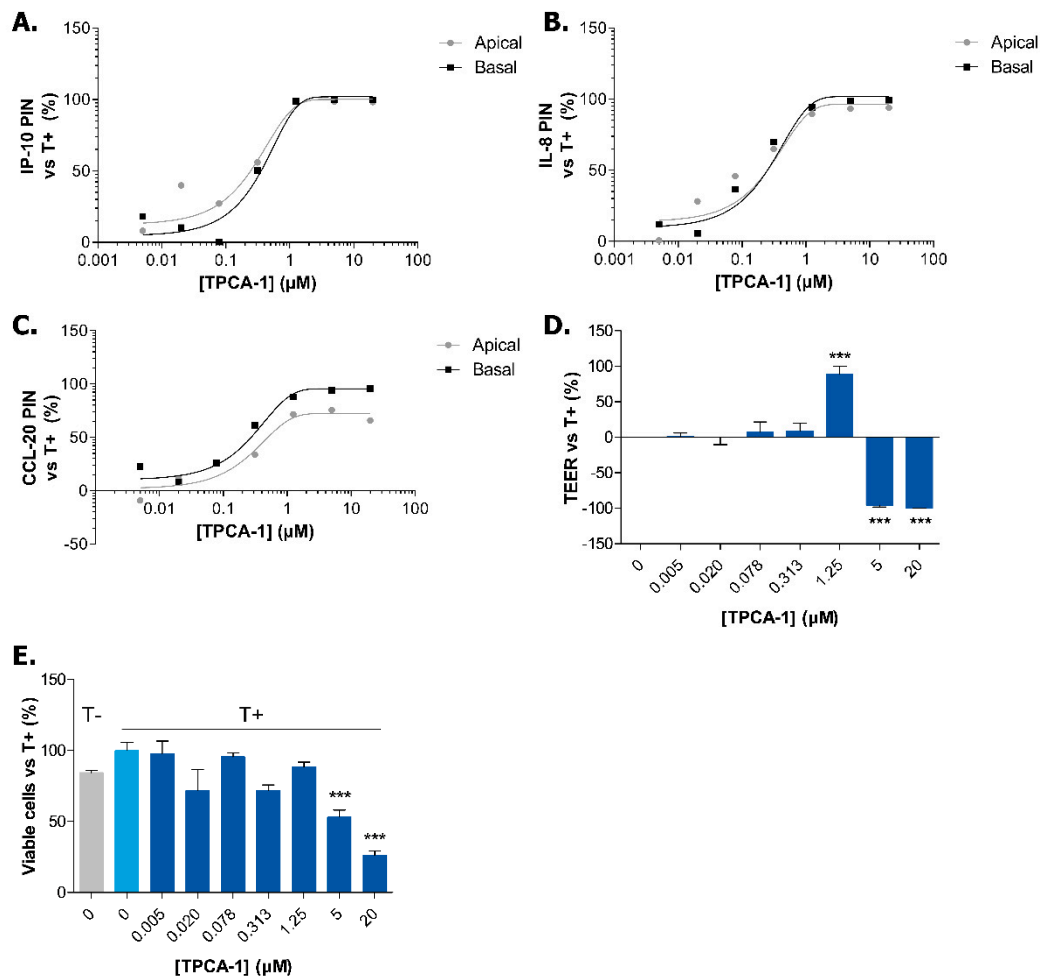 A.
IP-10 PIN
vs T+ (%)
150
100
50
0
0.001
0.01
0.1
1
10
100
[TPCA-1] (µM)
Apical
Basal
B.
IL-8 PIN
vs T+ (%)
150
100
50
0
0.001
0.01
0.1
1
10
100
[TPCA-1] (µM)
Apical
Basal
C.
CCL-20 PIN
vs T+ (%)
150
100
50
0
-50
0.01
0.1
1
10
100
[TPCA-1] (µM)
Apical
Basal
D.
TEER vs T+ (%)
150
100
50
0
-50
-100
-150
***
***
***
0
0.005
0.020
0.078
0.313
1.25
5
20
[TPCA-1] (µM)
E.
Viable cells vs T+ (%)
150
100
50
0
T-
T+
***
***
0
0
0.005
0.020
0.078
0.313
1.25
5
20
[TPCA-1] (µM)